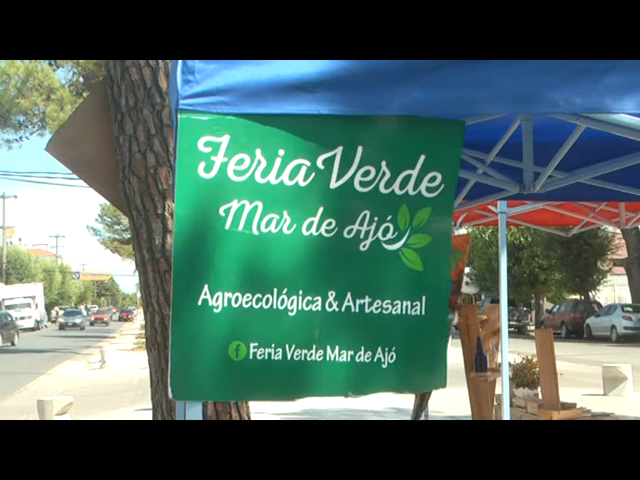 Feria Verde
Mar de Ajó
Agroecológica & Artesanal
Feria Verde Mar de Ajó